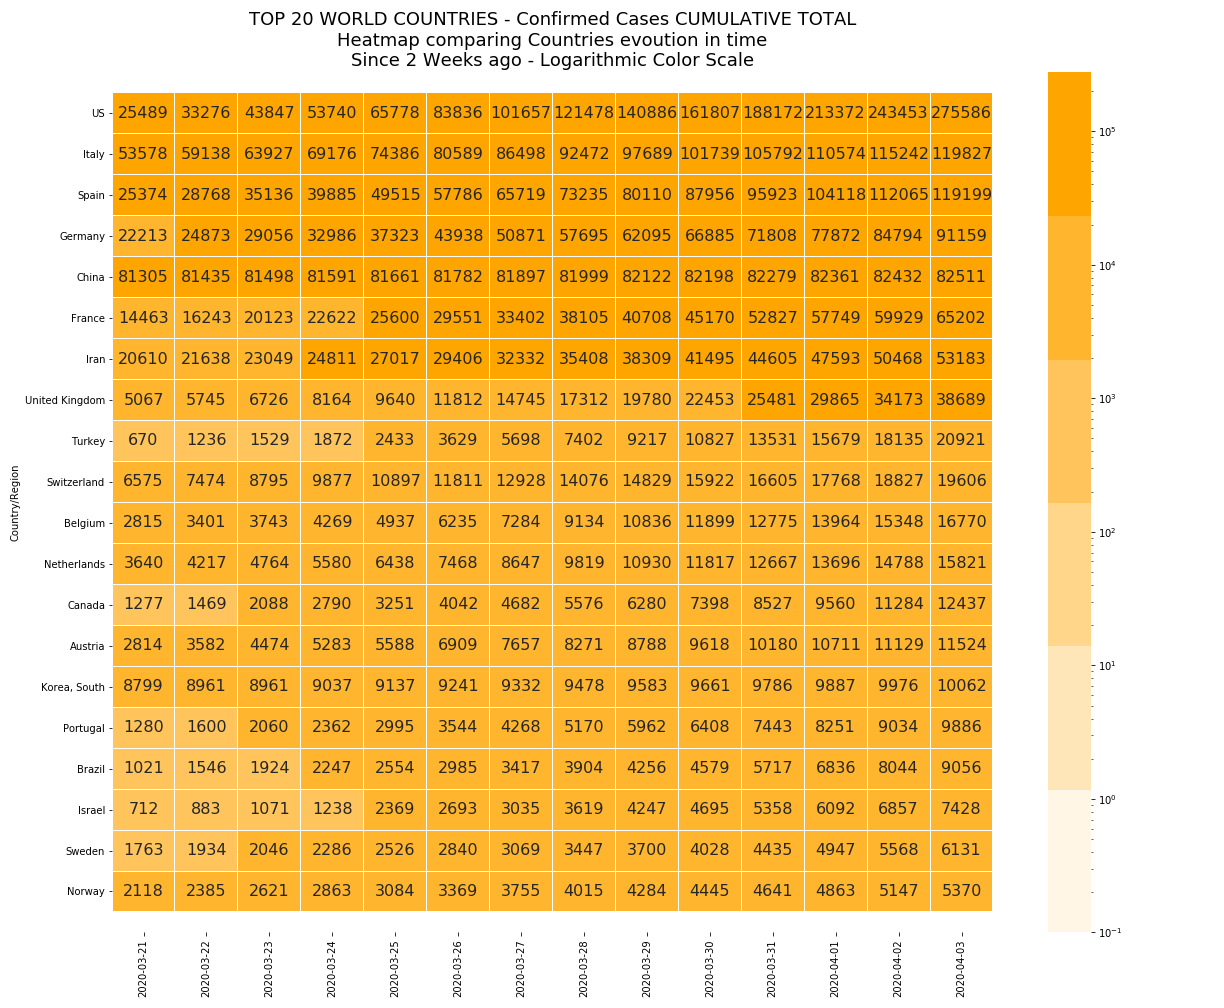 TOP 20 WORLD COUNTRIES - Confirmed Cases CUMULATIVE TOTAL
Heatmap comparing Countries evoution in time
Since 2 Weeks ago - Logarithmic Color Scale
US 25489 33276 43847 53740 65778 83836 101657 121478 140886 161807 188172 213372 243453 275586
Italy 53578 59138 63927 69176 74386 80589 86498 92472 97689 101739 105792 110574 115242 119827
Spain 25374 28768 35136 39885 49515 57786 65719 73235 80110 87956 95923 104118 112065 119199
Germany 22213 24873 29056 32986 37323 43938 50871 57695 62095 66885 71808 77872 84794 91159
China 81305 81435 81498 81591 81661 81782 81897 81999 82122 82198 82279 82361 82432 82511
France 14463 16243 20123 22622 25600 29551 33402 38105 40708 45170 52827 57749 59929 65202
Iran 20610 21638 23049 24811 27017 29406 32332 35408 38309 41495 44605 47593 50468 53183
United Kingdom 5067 5745 6726 8164 9640 11812 14745 17312 19780 22453 25481 29865 34173 38689
Turkey 670 1236 1529 1872 2433 3629 5698 7402 9217 10827 13531 15679 18135 20921
Switzerland 6575 7474 8795 9877 10897 11811 12928 14076 14829 15922 16605 17768 18827 19606
Belgium 2815 3401 3743 4269 4937 6235 7284 9134 10836 11899 12775 13964 15348 16770
Netherlands 3640 4217 4764 5580 6438 7468 8647 9819 10930 11817 12667 13696 14788 15821
Canada 1277 1469 2088 2790 3251 4042 4682 5576 6280 7398 8527 9560 11284 12437
Austria 2814 3582 4474 5283 5588 6909 7657 8271 8788 9618 10180 10711 11129 11524
Korea, South 8799 8961 8961 9037 9137 9241 9332 9478 9583 9661 9786 9887 9976 10062
Portugal 1280 1600 2060 2362 2995 3544 4268 5170 5962 6408 7443 8251 9034 9886
Brazil 1021 1546 1924 2247 2554 2985 3417 3904 4256 4579 5717 6836 8044 9056
Israel 712 883 1071 1238 2369 2693 3035 3619 4247 4695 5358 6092 6857 7428
Sweden 1763 1934 2046 2286 2526 2840 3069 3447 3700 4028 4435 4947 5568 6131
Norway 2118 2385 2621 2863 3084 3369 3755 4015 4284 4445 4641 4863 5147 5370
Country/Region
2020-03-21 2020-03-22 2020-03-23 2020-03-24 2020-03-25 2020-03-26 2020-03-27 2020-03-28 2020-03-29 2020-03-30 2020-03-31 2020-04-01 2020-04-02 2020-04-03
10⁵
10⁴
10³
10²
10¹
10⁰
10⁻¹